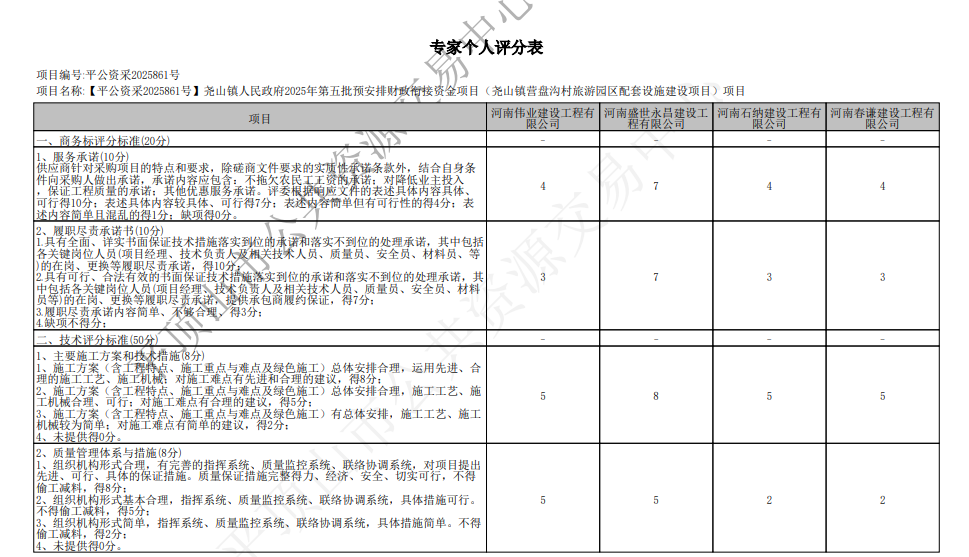 专家个人评分表
项目编号:平公资采2025861号
项目名称:【平公资采2025861号】尧山镇人民政府2025年第五批预安排财政衔接资金项目（尧山镇营盘沟村旅游园区配套设施建设项目）项目
项目
河南伟业建设工程有
限公司
河南盛世永昌建设工
程有限公司
河南石纳建设工程有
限公司
河南春谦建设工程有
限公司
一、商务标评分标准(20分)
-
-
-
-
1、服务承诺(10分)
供应商针对采购项目的特点和要求，除磋商文件要求的实质性承诺条款外，结合自身条
件向采购人做出承诺，承诺内容应包含：不拖欠农民工工资的承诺；对降低业主投入
，保证工程质量的承诺；其他优惠服务承诺。评委根据响应文件的表述具体内容具体、
可行得10分；表述具体内容较具体、可行得7分；表述内容简单但有可行性的得4分；表
述内容简单且混乱的得1分；缺项得0分。
4
7
4
4
2、履职尽责承诺书(10分)
1.具有全面、详实书面保证技术措施落实到位的承诺和落实不到位的处理承诺，其中包括
各关键岗位人员(项目经理、技术负责人及相关技术人员、质量员、安全员、材料员、等
)的在岗、更换等履职尽责承诺，得10分；
2.具有可行、合法有效的书面保证技术措施落实到位的承诺和落实不到位的处理承诺，其
中包括各关键岗位人员(项目经理、技术负责人及相关技术人员、质量员、安全员、材料
员等)的在岗、更换等履职尽责承诺，提供承包商履约保证，得7分；
3.履职尽责承诺内容简单、不够合理、得3分；
4.缺项不得分；
3
7
3
3
二、技术评分标准(50分)
-
-
-
-
1、主要施工方案和技术措施(8分)
1、施工方案（含工程特点、施工重点与难点及绿色施工）总体安排合理，运用先进、合
理的施工工艺、施工机械；对施工难点有先进和合理的建议，得8分；
2、施工方案（含工程特点、施工重点与难点及绿色施工）总体安排合理，施工工艺、施
工机械合理、可行；对施工难点有合理的建议，得5分；
3、施工方案（含工程特点、施工重点与难点及绿色施工）有总体安排，施工工艺、施工
机械较为简单；对施工难点有简单的建议，得2分；
4、未提供得0分。
5
8
5
5
2、质量管理体系与措施(8分)
1、组织机构形式合理，有完善的指挥系统、质量监控系统、联络协调系统，对项目提出
先进、可行、具体的保证措施。质量保证措施完整得力、经济、安全、切实可行，不得
偷工减料，得8分；
2、组织机构形式基本合理，指挥系统、质量监控系统、联络协调系统，具体措施可行。
不得偷工减料，得5分；
3、组织机构形式简单，指挥系统、质量监控系统、联络协调系统，具体措施简单。不得
偷工减料，得2分；
4、未提供得0分。
5
5
2
2
平顶山市公共资源交易中心
平顶山市公共资源交易中